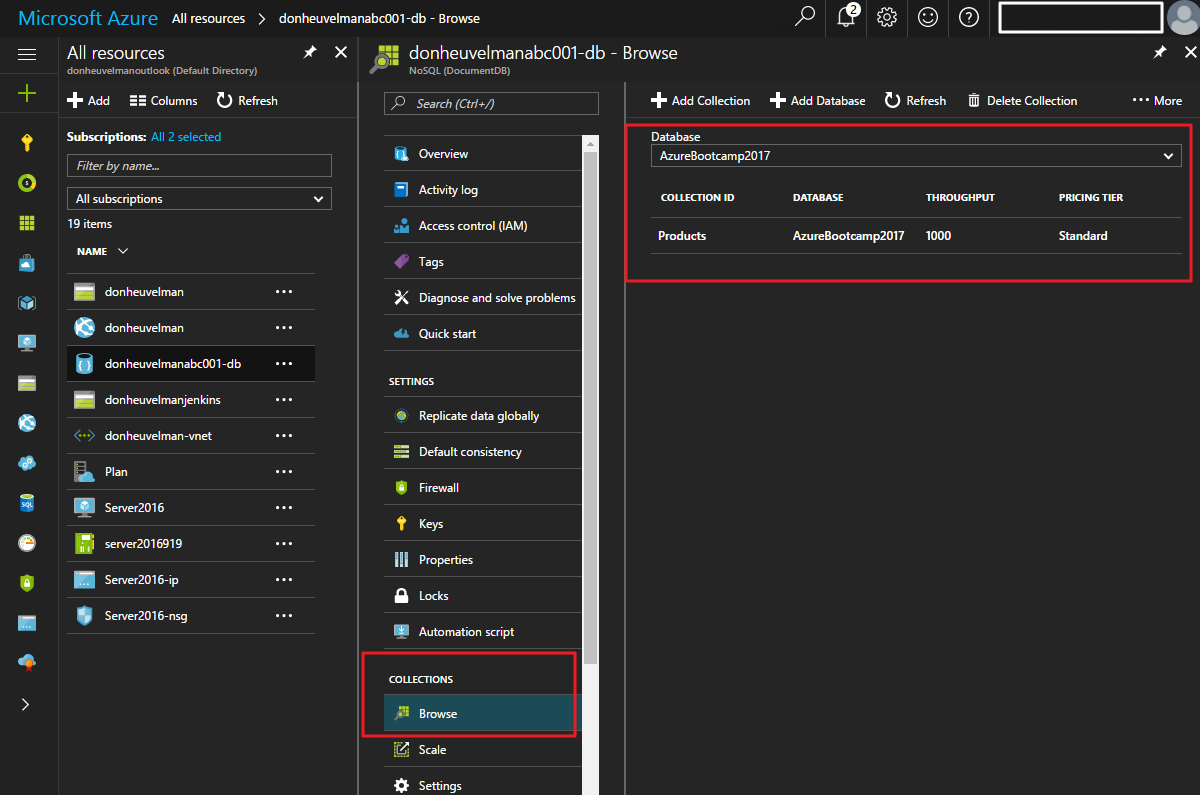 Microsoft Azure All resources > donheuvelmanabc001-db - Browse
2
All resources
donheuvelmanoutlook (Default Directory)
Add Columns Refresh
Subscriptions: All 2 selected
Filter by name...
All subscriptions
19 items
NAME
donheuvelman
donheuvelman
donheuvelmanabc001-db
donheuvelmanjenkins
donheuvelman-vnet
Plan
Server2016
server2016919
Server2016-ip
Server2016-nsg
SQL
donheuvelmanabc001-db - Browse
NoSQL (DocumentDB)
Search (Ctrl+/)
Overview
Activity log
Access control (IAM)
Tags
Diagnose and solve problems
Quick start
SETTINGS
Replicate data globally
Default consistency
Firewall
Keys
Properties
Locks
Automation script
COLLECTIONS
Browse
Scale
Settings
Add Collection Add Database Refresh Delete Collection More
Database
AzureBootcamp2017
COLLECTION ID DATABASE THROUGHPUT PRICING TIER
Products AzureBootcamp2017 1000 Standard